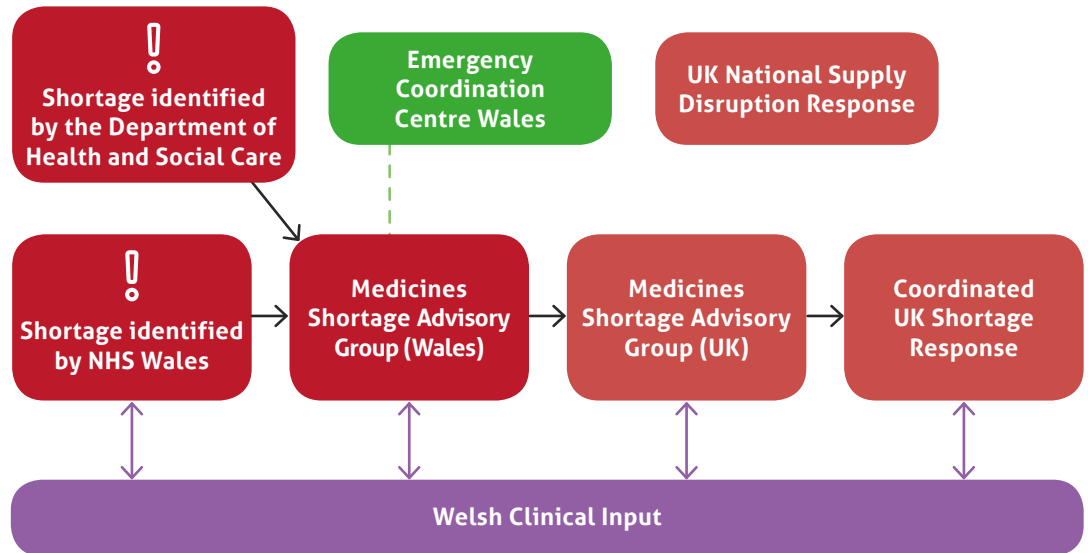 Shortage identified
by the Department of
Health and Social Care
Emergency
Coordination
Centre Wales
UK National Supply
Disruption Response
Shortage identified
by NHS Wales
Medicines
Shortage Advisory
Group (Wales)
Medicines
Shortage Advisory
Group (UK)
Coordinated
UK Shortage
Response
Welsh Clinical Input